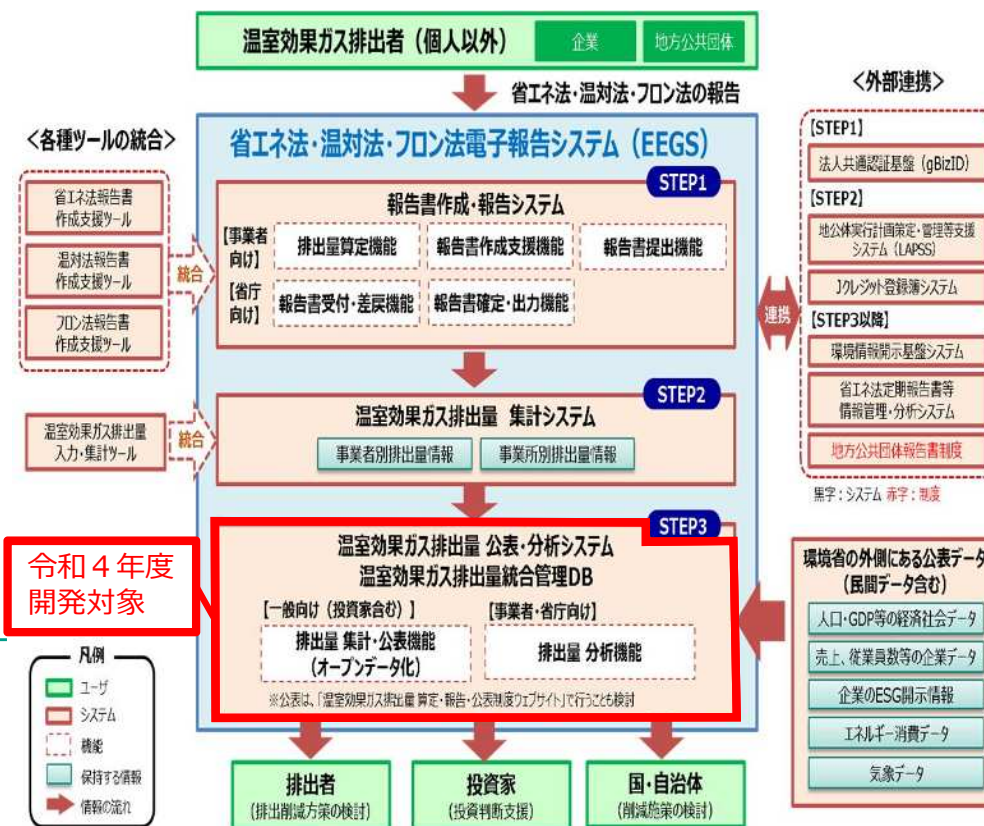 温室効果ガス排出者（個人以外）
企業
地方公共団体
省エネ法・温対法・フロン法の報告
＜各種ツールの統合＞
省エネ法報告書
作成支援ツール
温対法報告書
作成支援ツール
フロン法報告書
作成支援ツール
統合
温室効果ガス排出量
入力・集計ツール
統合
省エネ法・温対法・フロン法電子報告システム（EEGS）
STEP1
報告書作成・報告システム
【事業者
向け】
排出量算定機能
報告書作成支援機能
報告書提出機能
【省庁
向け】
報告書受付・差戻機能
報告書確定・出力機能
STEP2
温室効果ガス排出量 集計システム
事業者別排出量情報
事業所別排出量情報
STEP3
温室効果ガス排出量 公表・分析システム
温室効果ガス排出量統合管理DB
【一般向け（投資家含む）】
【事業者・省庁向け】
排出量 集計・公表機能
（オープンデータ化）
排出量 分析機能
※公表は、「温室効果ガス排出量 算定・報告・公表制度ウェブサイト」で行うことも検討
令和４年度
開発対象
連携
＜外部連携＞
【STEP1】
法人共通認証基盤（gBizID）
【STEP2】
地公体実行計画策定・管理等支援
システム（LAPSS）
Jクレジット登録簿システム
【STEP3以降】
環境情報開示基盤システム
省エネ法定期報告書等
情報管理・分析システム
地方公共団体報告書制度
黒字：システム 赤字：制度
環境省の外側にある公表データ
（民間データ含む）
人口・GDP等の経済社会データ
売上、従業員数等の企業データ
企業のESG開示情報
エネルギー消費データ
気象データ
凡例
ユーザ
システム
機能
保持する情報
情報の流れ
排出者
（排出削減方策の検討）
投資家
（投資判断支援）
国・自治体
（削減施策の検討）